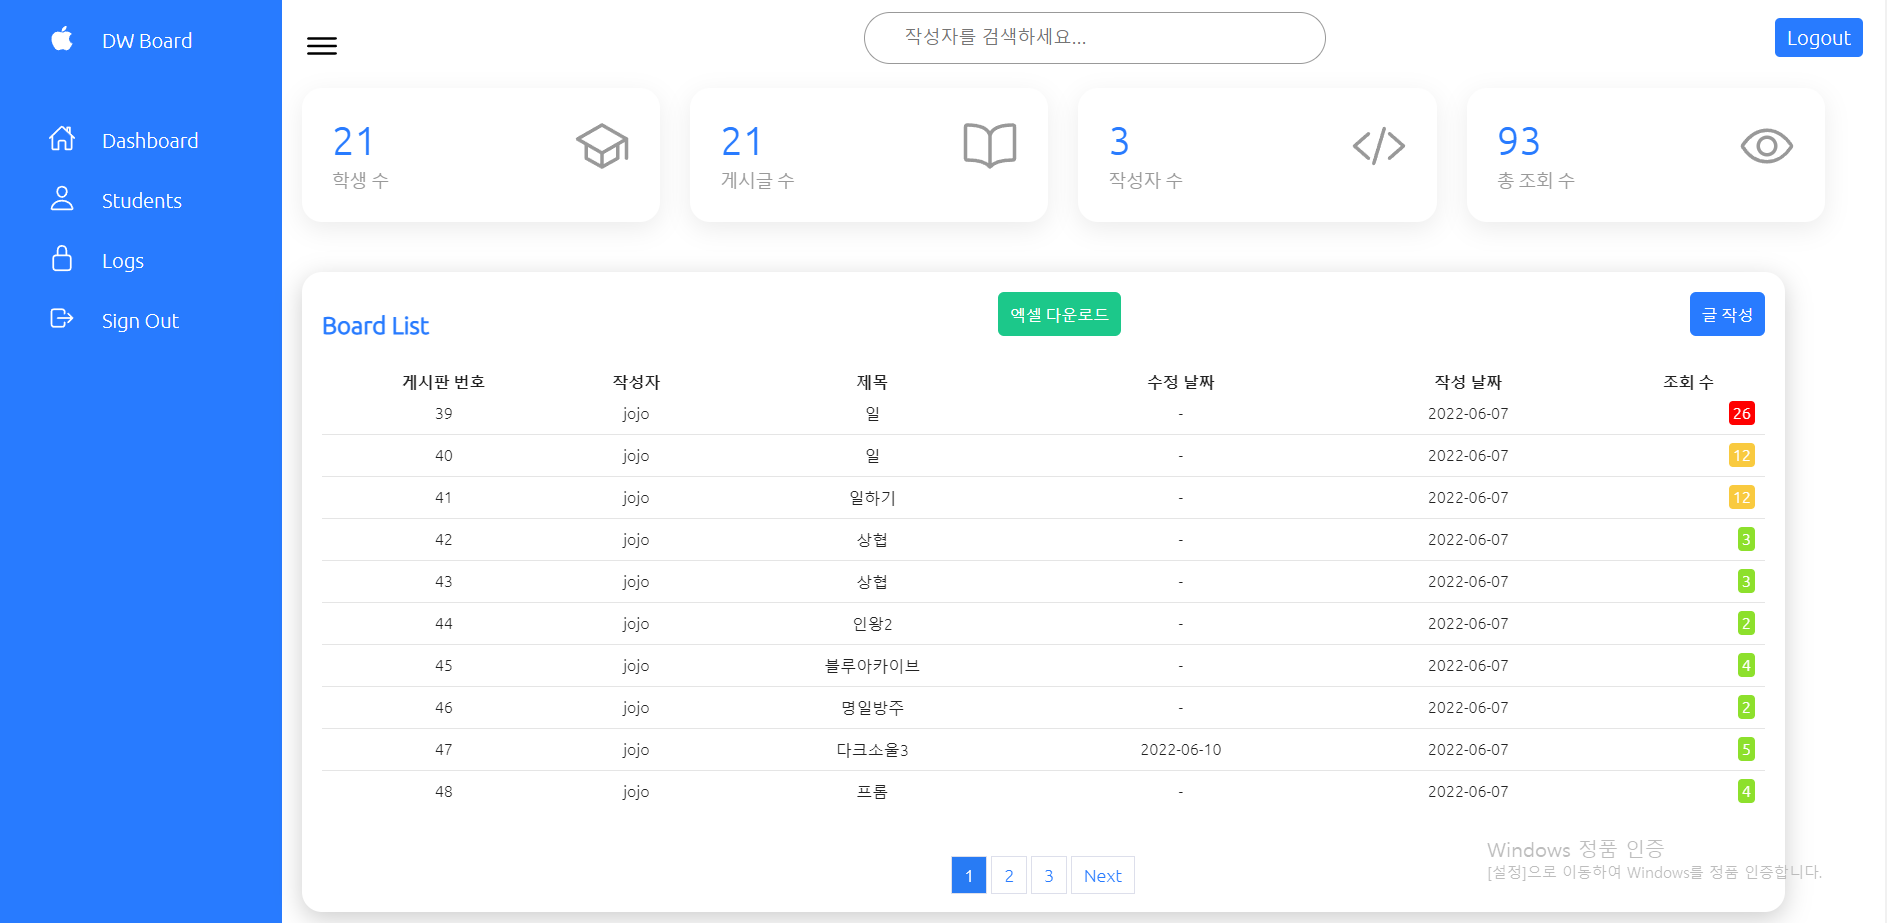 DW Board
작성자를 검색하세요...
Logout
Dashboard
Students
Logs
Sign Out
21
학생 수
21
게시글 수
3
작성자 수
93
총 조회 수
Board List
엑셀 다운로드
글 작성
게시판 번호 작성자 제목 수정 날짜 작성 날짜 조회 수
39 jojo 일 - 2022-06-07 26
40 jojo 일 - 2022-06-07 12
41 jojo 일하기 - 2022-06-07 12
42 jojo 상협 - 2022-06-07 3
43 jojo 상협 - 2022-06-07 3
44 jojo 인왕2 - 2022-06-07 2
45 jojo 블루아카이브 - 2022-06-07 4
46 jojo 명일방주 - 2022-06-07 2
47 jojo 다크소울3 2022-06-10 2022-06-07 5
48 jojo 프롬 - 2022-06-07 4
1 2 3 Next
Windows 정품 인증
[설정]으로 이동하여 Windows를 정품 인증합니다.